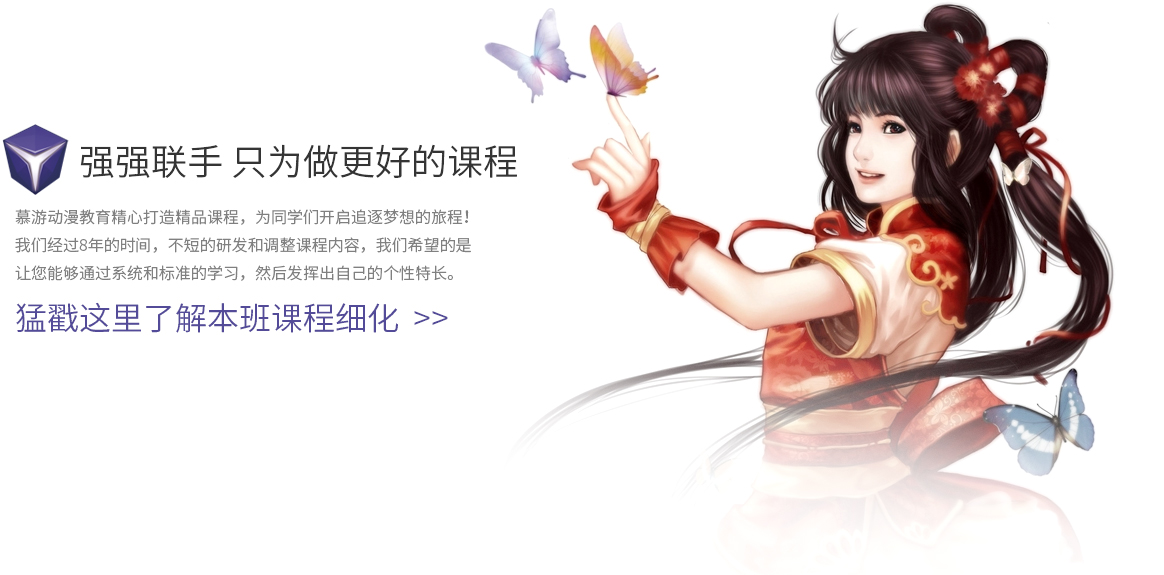 强强联手 只为做更好的课程
慕游动漫教育精心打造精品课程，为同学们开启追逐梦想的旅程！
我们经过8年的时间，不短的研发和调整课程内容，我们希望的是
让您能够通过系统和标准的学习，然后发挥出自己的个性特长。
猛戳这里了解本班课程细化 >>